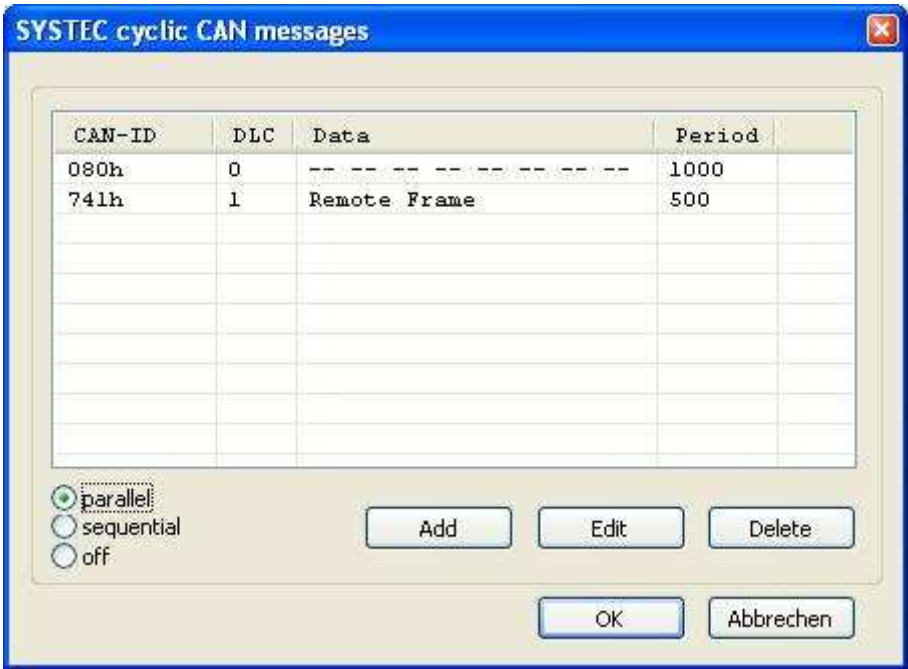 SYSTEC cyclic CAN messages
CAN-ID DLC Data Period
080h 0 -- -- -- -- -- -- -- -- 1000
741h 1 Remote Frame 500
parallel
sequential
off
Add Edit Delete
OK Abbrechen